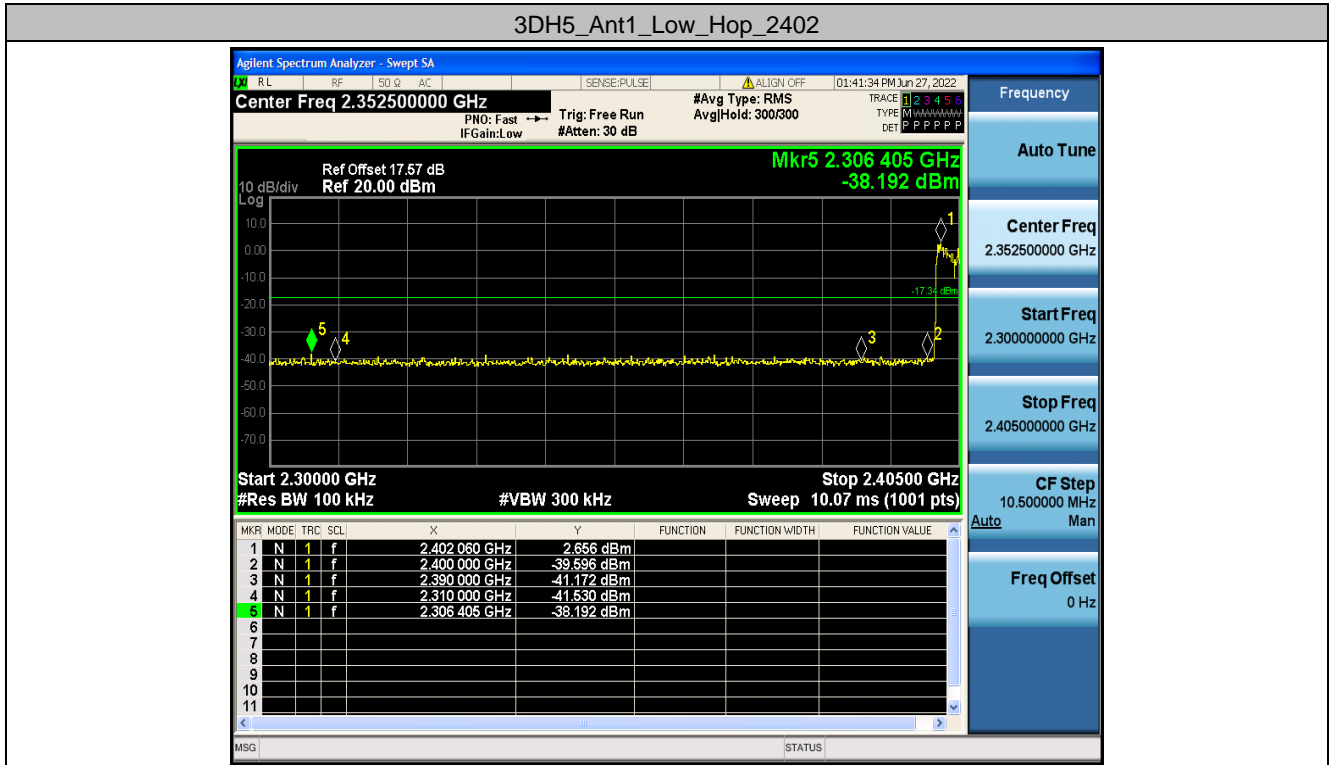 3DH5_Ant1_Low_Hop_2402
Agilent Spectrum Analyzer - Swept SA
LXI RL RF 50 Ω AC SENSE:PULSE ALIGN OFF 01:41:34 PM Jun 27, 2022
Center Freq 2.352500000 GHz
PNO: Fast
IFGain:Low
Trig: Free Run
#Atten: 30 dB
#Avg Type: RMS
Avg|Hold: 300/300
TRACE 1 2 3 4 5 6
TYPE M WWWWW
DET P P P P P P
Mkr5 2.306 405 GHz
-38.192 dBm
Ref Offset 17.57 dB
10 dB/div Ref 20.00 dBm
Log
10.0
0.00
-10.0
-20.0
-30.0
-40.0
-50.0
-60.0
-70.0
1
-17.34 dBm
5
4
3
2
Start 2.30000 GHz Stop 2.40500 GHz
#Res BW 100 kHz #VBW 300 kHz Sweep 10.07 ms (1001 pts)
MKR MODE TRC SCL X Y FUNCTION FUNCTION WIDTH FUNCTION VALUE
1 N 1 f 2.402 060 GHz 2.656 dBm
2 N 1 f 2.400 000 GHz -39.596 dBm
3 N 1 f 2.390 000 GHz -41.172 dBm
4 N 1 f 2.310 000 GHz -41.530 dBm
5 N 1 f 2.306 405 GHz -38.192 dBm
6
7
8
9
10
11
MSG STATUS
Frequency
Auto Tune
Center Freq
2.352500000 GHz
Start Freq
2.300000000 GHz
Stop Freq
2.405000000 GHz
CF Step
10.500000 MHz
Auto Man
Freq Offset
0 Hz